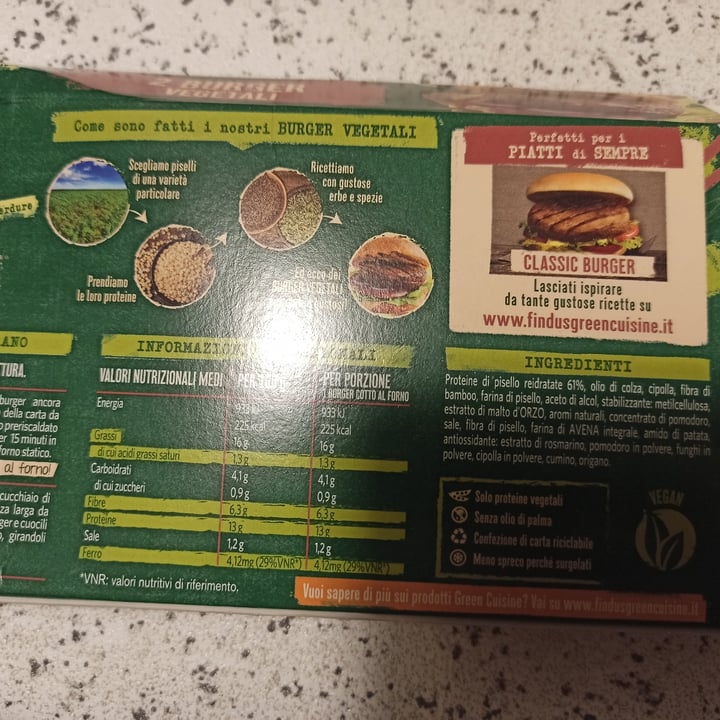 BURGER
VEGETALI
Come sono fatti i nostri BURGER VEGETALI
Scegliamo piselli
di una varietà
particolare
Ricettiamo
con gustose
erbe e spezie
verdure
Prendiamo
le loro proteine
Ed ecco dei
BURGER VEGETALI
Perfetti per i
PIATTI di SEMPRE
CLASSIC BURGER
Lasciati ispirare
da tante gustose ricette su
www.findusgreencuisine.it
ANO
TTURA.
burger ancora
della carta da
preriscaldato
er 15 minuti in
forno statico.
al forno!
cucchiaio di
za larga da
ger e cuocili
o, girandoli
INFORMAZIONI NALI
VALORI NUTRIZIONALI MEDI PER 100 g PER PORZIONE
1 BURGER COTTO AL FORNO
Energia 933 kJ 933 kJ
225 kcal 225 kcal
Grassi 16 g 16 g
di cui acidi grassi saturi 1,3 g 1,3 g
Carboidrati 4,1 g 4,1 g
di cui zuccheri 0,9 g 0,9 g
Fibre 6,3 g 6,3 g
Proteine 13 g 13 g
Sale 1,2 g 1,2 g
Ferro 4,12mg (29%VNR*) 4,12mg (29%VNR*)
*VNR: valori nutritivi di riferimento.
INGREDIENTI
Proteine di pisello reidratate 61%, olio di colza, cipolla, fibra di
bamboo, farina di pisello, aceto di alcol, stabilizzante: metilcellulosa,
estratto di malto d'ORZO, aromi naturali, concentrato di pomodoro,
sale, fibra di pisello, farina di AVENA integrale, amido di patata,
antiossidante: estratto di rosmarino, pomodoro in polvere, funghi in
polvere, cipolla in polvere, cumino, origano.
Solo proteine vegetali
Senza olio di palma
Confezione di carta riciclabile
Meno spreco perché surgelati
VEGAN
Vuoi sapere di più sui prodotti Green Cuisine? Vai su www.findusgreencuisine.it